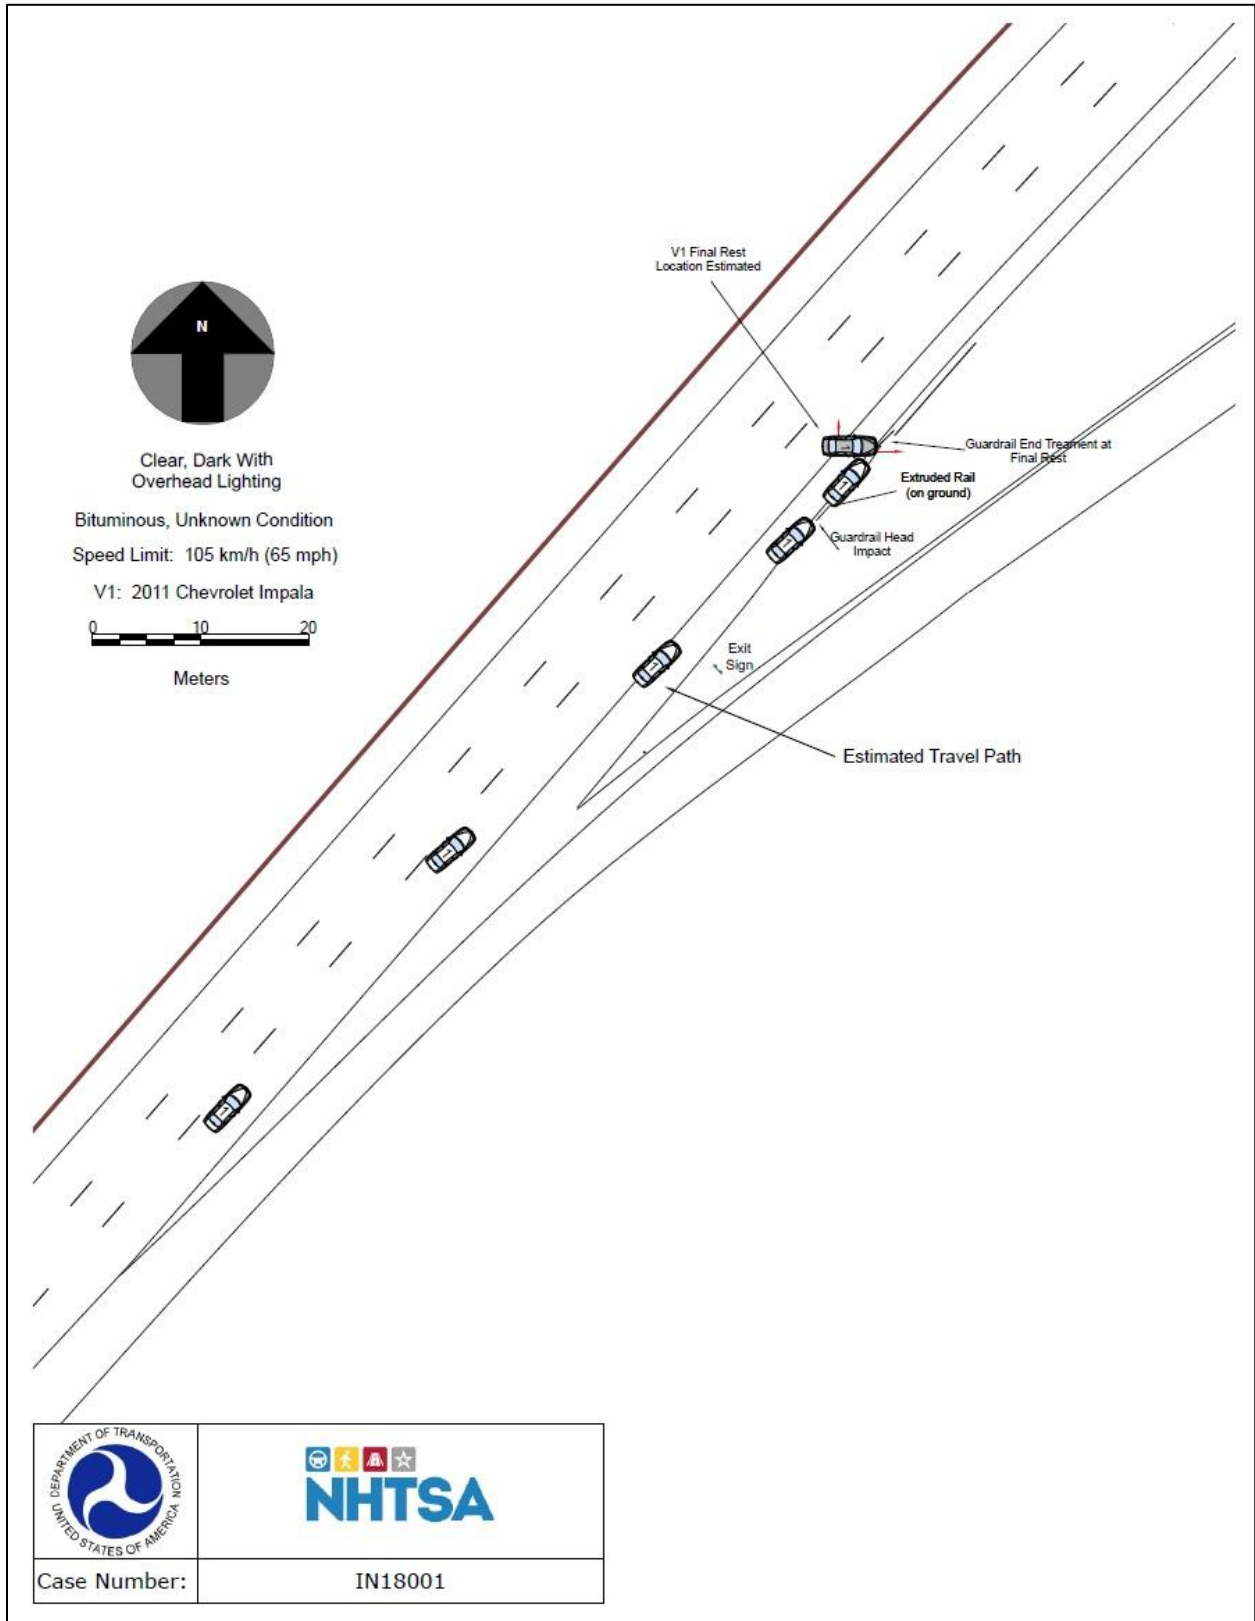 V1 Final Rest
Location Estimated
N
Clear, Dark With
Overhead Lighting
Bituminous, Unknown Condition
Speed Limit:  105 km/h (65 mph)
V1:  2011 Chevrolet Impala
0 10 20
Meters
Guardrail End Treament at
Final Rest
Extruded Rail
(on ground)
Guardrail Head
Impact
Exit
Sign
Estimated Travel Path
DEPARTMENT OF TRANSPORTATION
UNITED STATES OF AMERICA
NHTSA
Case Number: IN18001